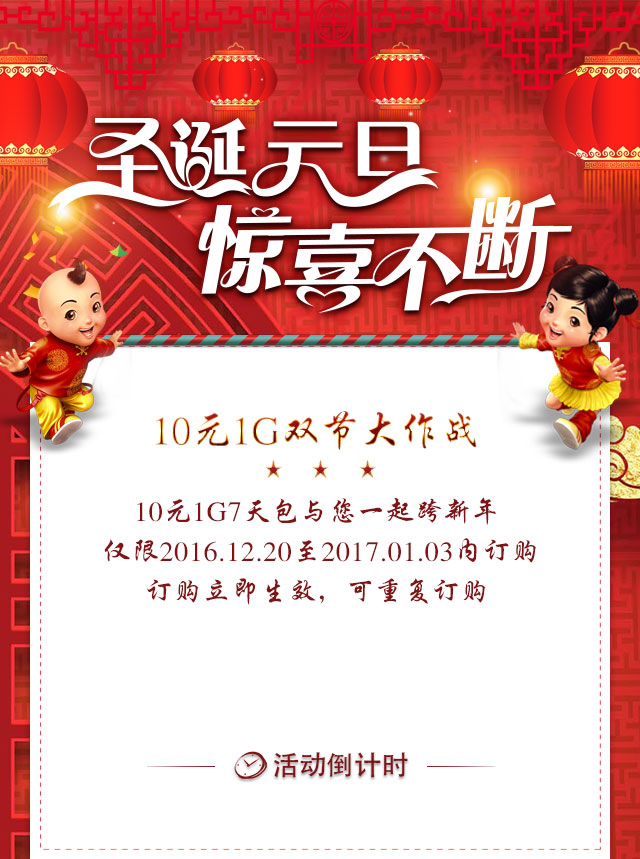 圣诞元旦
惊喜不断
10元1G双节大作战
10元1G7天包与您一起跨新年
仅限2016.12.20至2017.01.03内订购
订购立即生效，可重复订购
活动倒计时